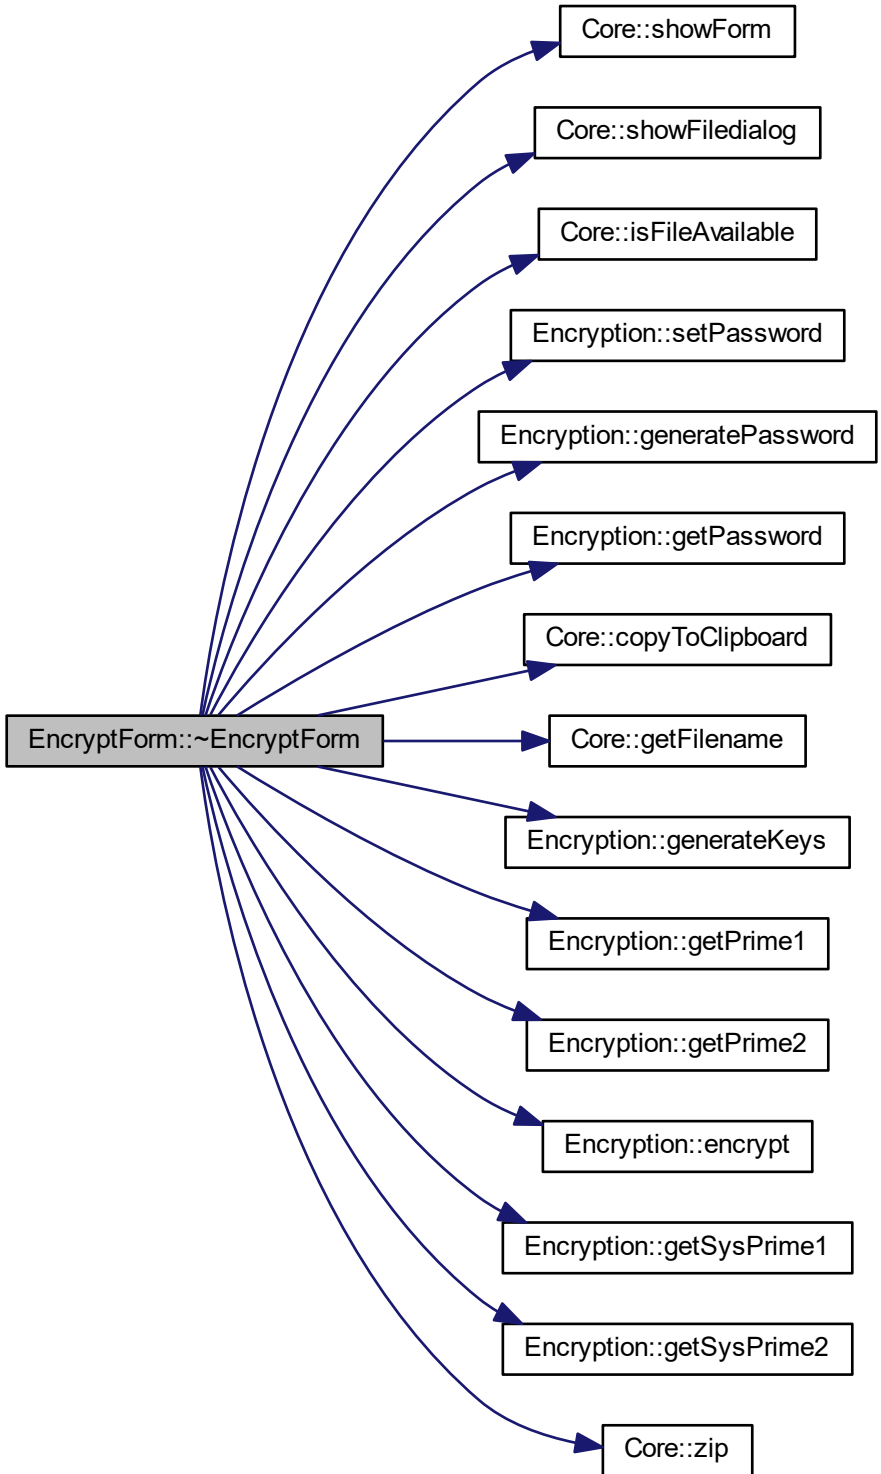 Core::showForm
Core::showFiledialog
Core::isFileAvailable
Encryption::setPassword
Encryption::generatePassword
Encryption::getPassword
Core::copyToClipboard
EncryptForm::~EncryptForm
Core::getFilename
Encryption::generateKeys
Encryption::getPrime1
Encryption::getPrime2
Encryption::encrypt
Encryption::getSysPrime1
Encryption::getSysPrime2
Core::zip